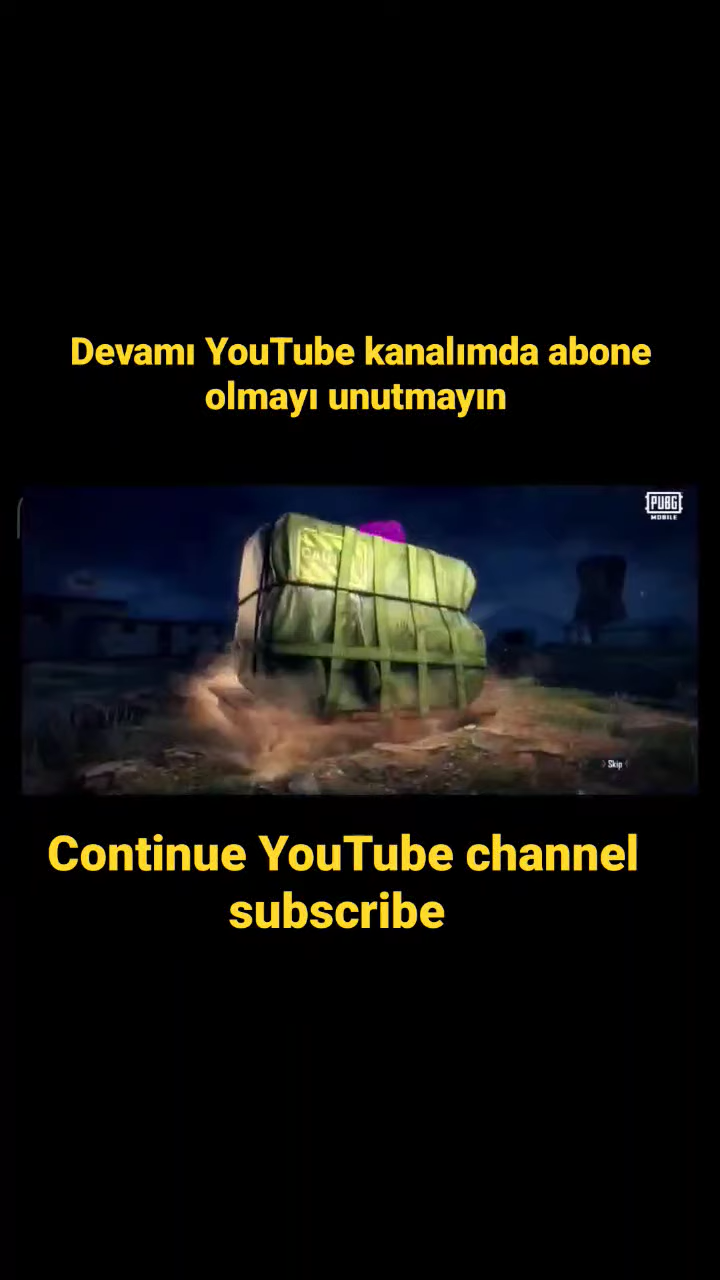 Devamı YouTube kanalımda abone
olmayı unutmayın
PUBG
MOBILE
Skip
Continue YouTube channel
subscribe